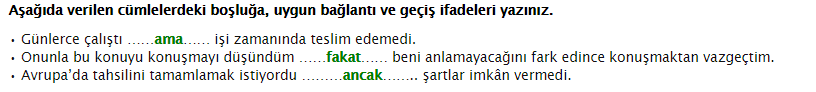 Aşağıda verilen cümlelerdeki boşluğa, uygun bağlantı ve geçiş ifadeleri yazınız.
• Günlerce çalıştı ……ama…… işi zamanında teslim edemedi.
• Onunla bu konuyu konuşmayı düşündüm ……fakat…… beni anlamayacağını fark edince konuşmaktan vazgeçtim.
• Avrupa’da tahsilini tamamlamak istiyordu ………ancak…….. şartlar imkân vermedi.